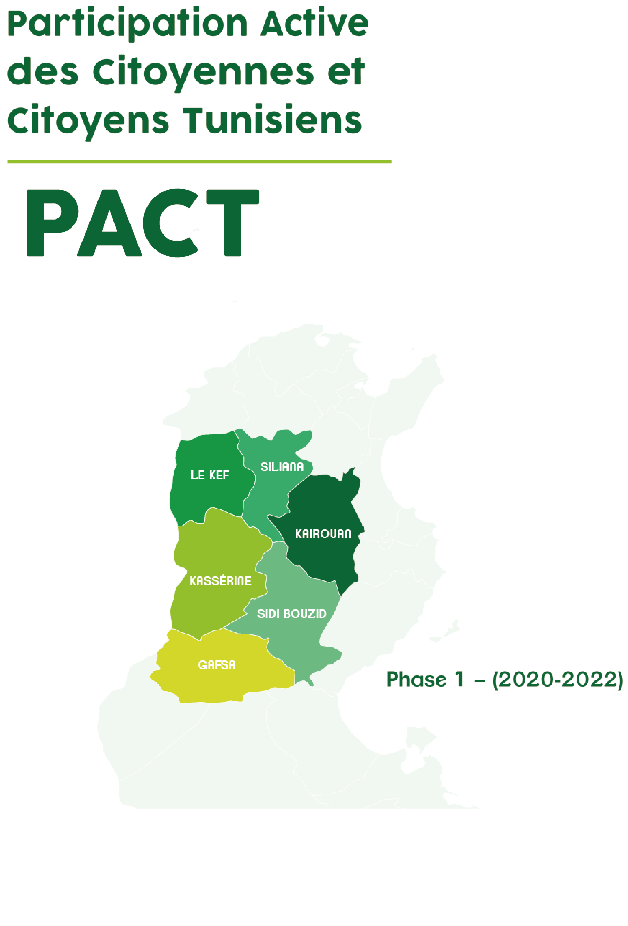 Participation Active
des Citoyennes et
Citoyens Tunisiens
PACT
LE KEF
SILIANA
KAIROUAN
KASSÉRINE
SIDI BOUZID
GAFSA
Phase 1 – (2020-2022)